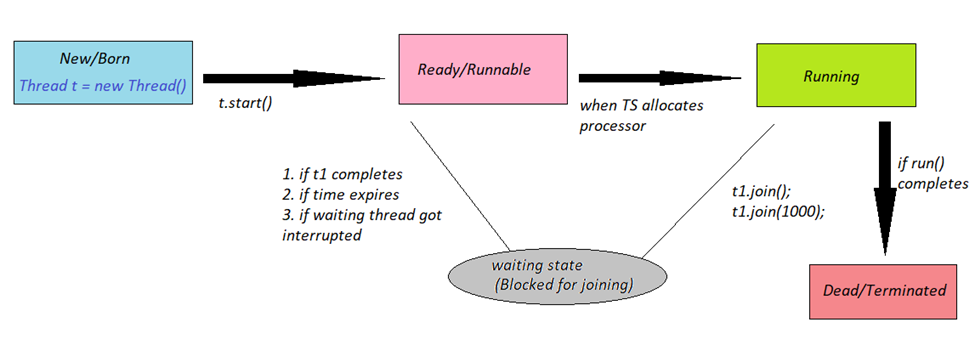 New/Born
Thread t = new Thread()
t.start()
Ready/Runnable
when TS allocates
processor
Running
if run()
completes
Dead/Terminated
1. if t1 completes
2. if time expires
3. if waiting thread got
interrupted
t1.join();
t1.join(1000);
waiting state
(Blocked for joining)